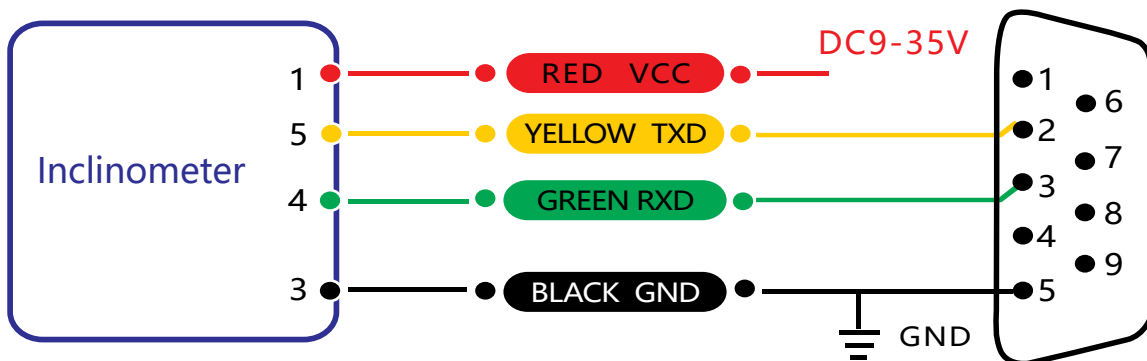 DC9-35V
1 RED VCC 1
6
5 YELLOW TXD 2
Inclinometer
7
4 GREEN RXD 3
8
4
9
3 BLACK GND 5
GND